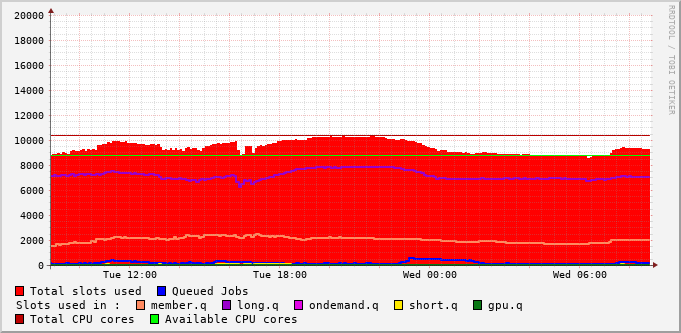 20000
18000
16000
14000
12000
10000
8000
6000
4000
2000
0
Tue 12:00 Tue 18:00 Wed 00:00 Wed 06:00
RRDTOOL / TOBI OETIKER
Total slots used Queued Jobs
Slots used in : member.q long.q ondemand.q short.q gpu.q
Total CPU cores Available CPU cores